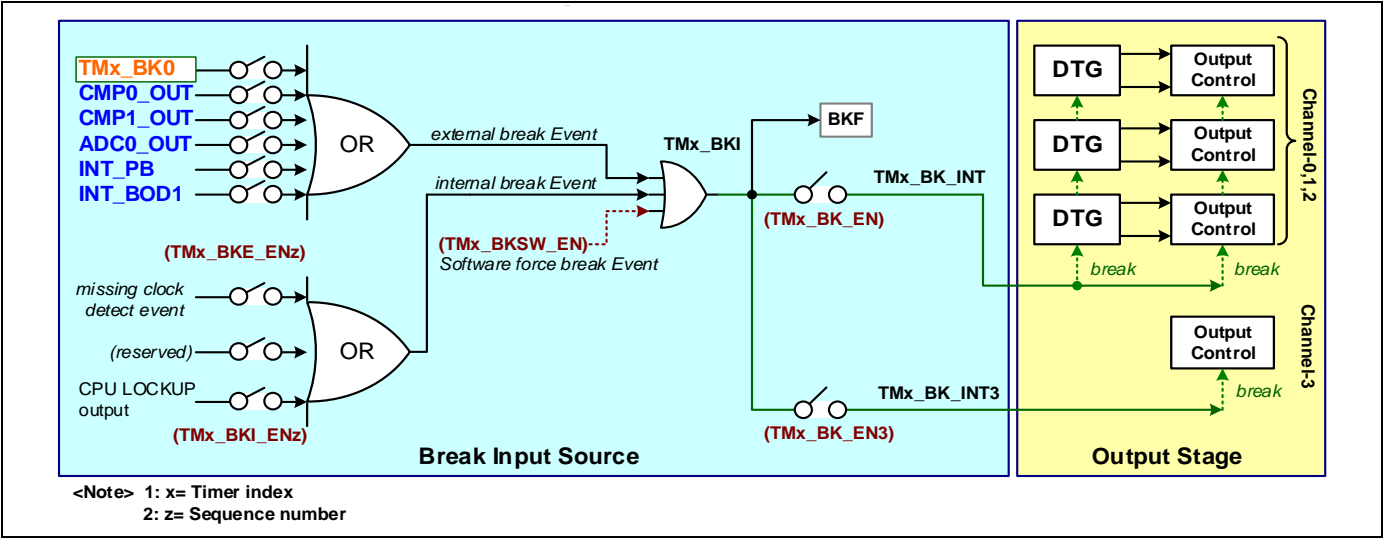 TMx_BK0
CMP0_OUT
CMP1_OUT
ADC0_OUT
INT_PB
INT_BOD1
(TMx_BKE_ENz)
OR
external break Event
internal break Event
(TMx_BKSW_EN)
Software force break Event
missing clock
detect event
(reserved)
CPU LOCKUP
output
(TMx_BKI_ENz)
OR
TMx_BKI
BKF
TMx_BK_INT
(TMx_BK_EN)
TMx_BK_INT3
(TMx_BK_EN3)
Break Input Source
DTG
Output
Control
DTG
Output
Control
DTG
Output
Control
break
break
Channel-0,1,2
Output
Control
break
Channel-3
Output Stage
<Note> 1: x= Timer index
2: z= Sequence number